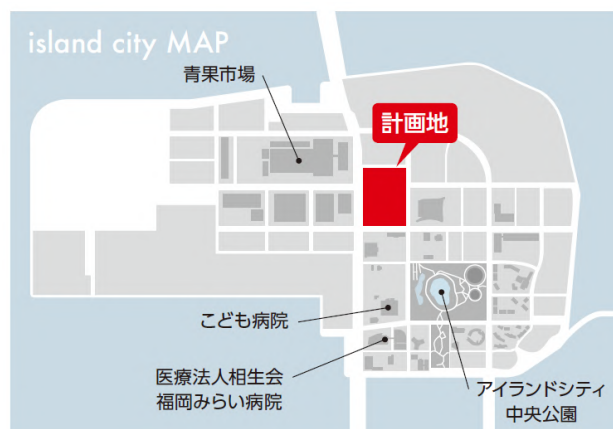 island city MAP
青果市場
計画地
こども病院
医療法人相生会
福岡みらい病院
アイランドシティ
中央公園